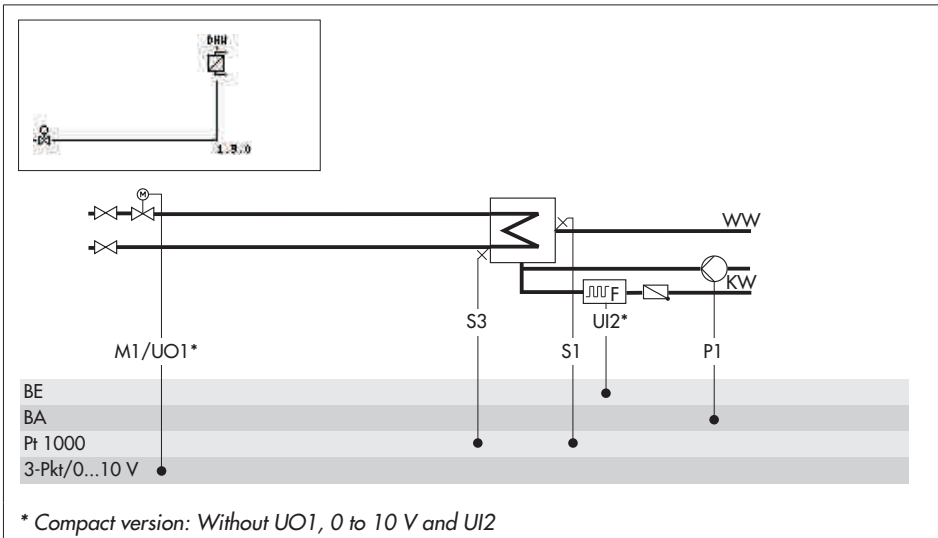 DHW
1.9.0
M
WW
KW
F
S3
UI2*
M1/UO1*
S1
P1
BE
BA
Pt 1000
3-Pkt/0...10 V
* Compact version: Without UO1, 0 to 10 V and UI2